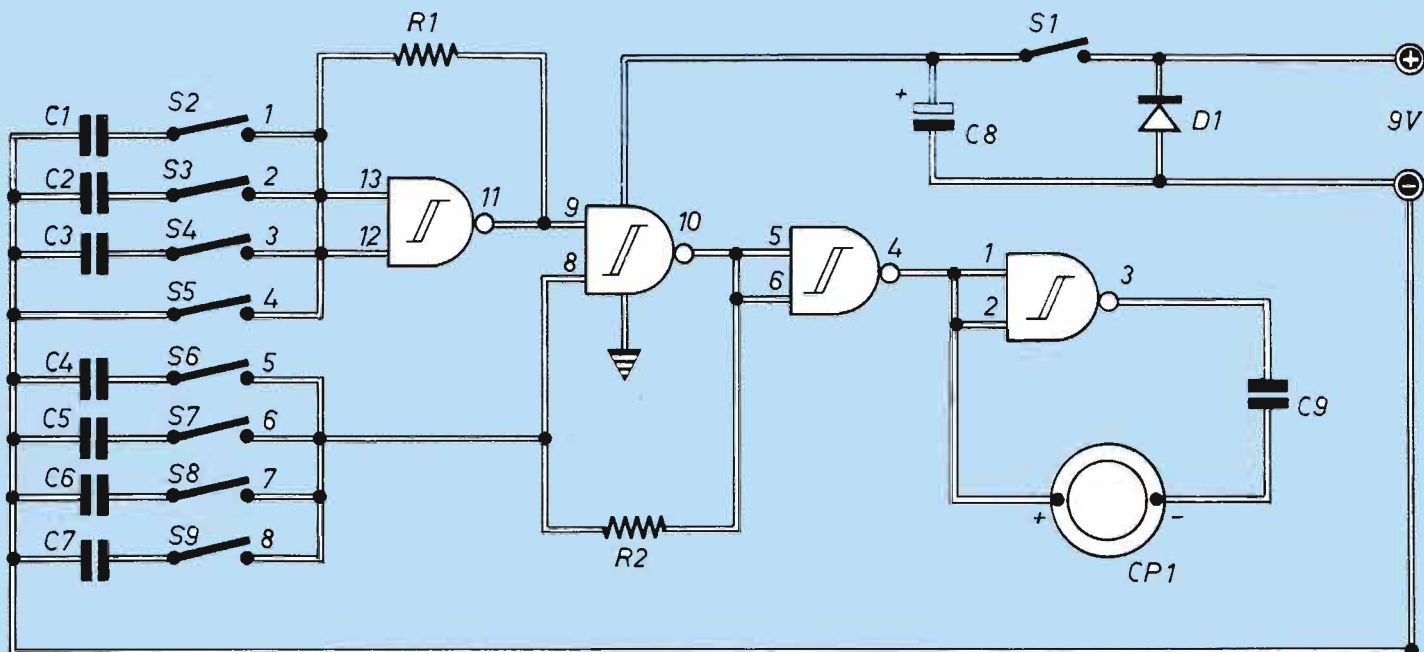 R1
S1
+
C8
D1
9V
+
−
C1 S2 1
C2 S3 2
C3 S4 3
S5 4
C4 S6 5
C5 S7 6
C6 S8 7
C7 S9 8
13
12
11
9
8
10
5
6
4
1
2
3
C9
R2
+ -
CP1